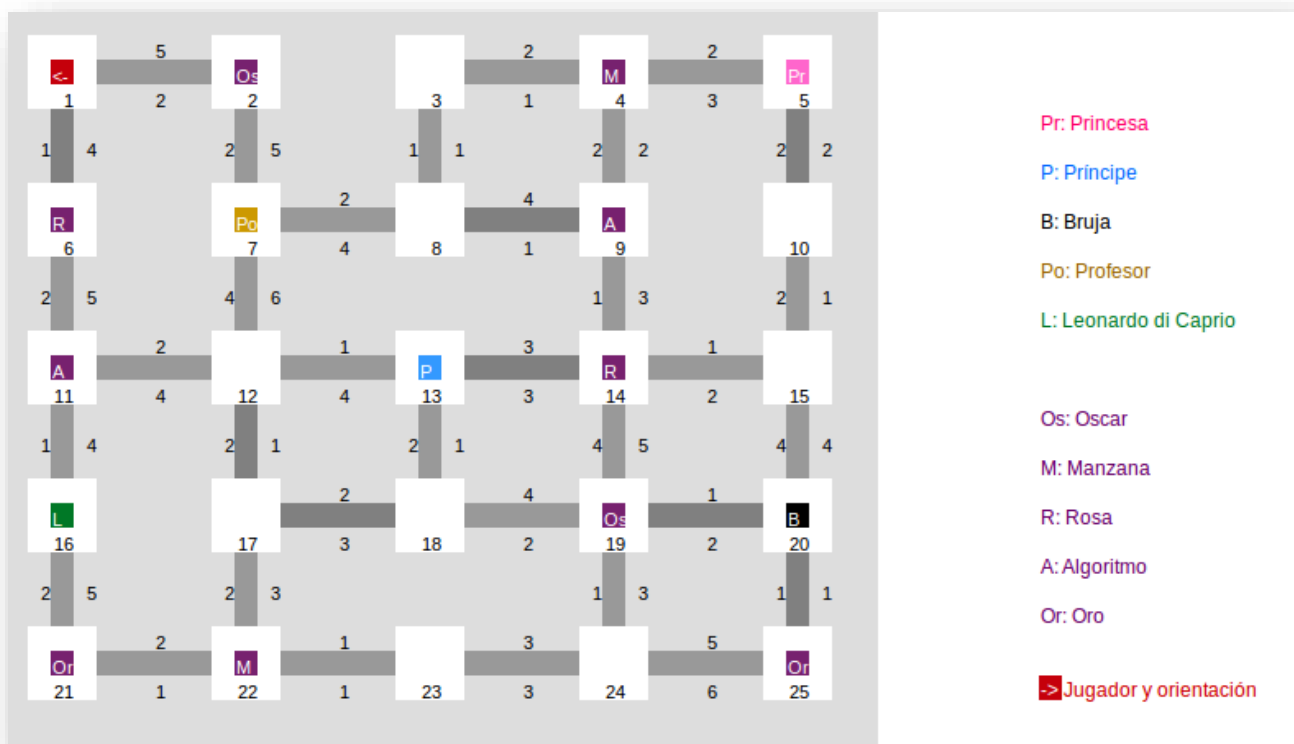 5 2 2
<- Os M Pr
1 2 2 3 1 4 3 5
Pr: Princesa
1 4 2 5 1 1 2 2 2 2
P: Príncipe
2 4
R Po A
B: Bruja
6 7 4 8 1 9 10
Po: Profesor
2 5 4 6 1 3 2 1
L: Leonardo di Caprio
2 1 3 1
A P R
11 4 12 4 13 3 14 2 15
Os: Oscar
1 4 2 1 2 1 4 5 4 4
M: Manzana
2 4 1
L Os B
R: Rosa
16 17 3 18 2 19 2 20
A: Algoritmo
2 5 2 3 1 3 1 1
Or: Oro
2 1 3 5
Or M Or
21 1 22 1 23 3 24 6 25
-> Jugador y orientación